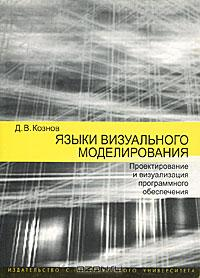 Д. В. Кознов
ЯЗЫКИ ВИЗУАЛЬНОГО
МОДЕЛИРОВАНИЯ
Проектирование
и визуализация
программного
обеспечения
ИЗДАТЕЛЬСТВО С
УНИВЕРСИТЕТА